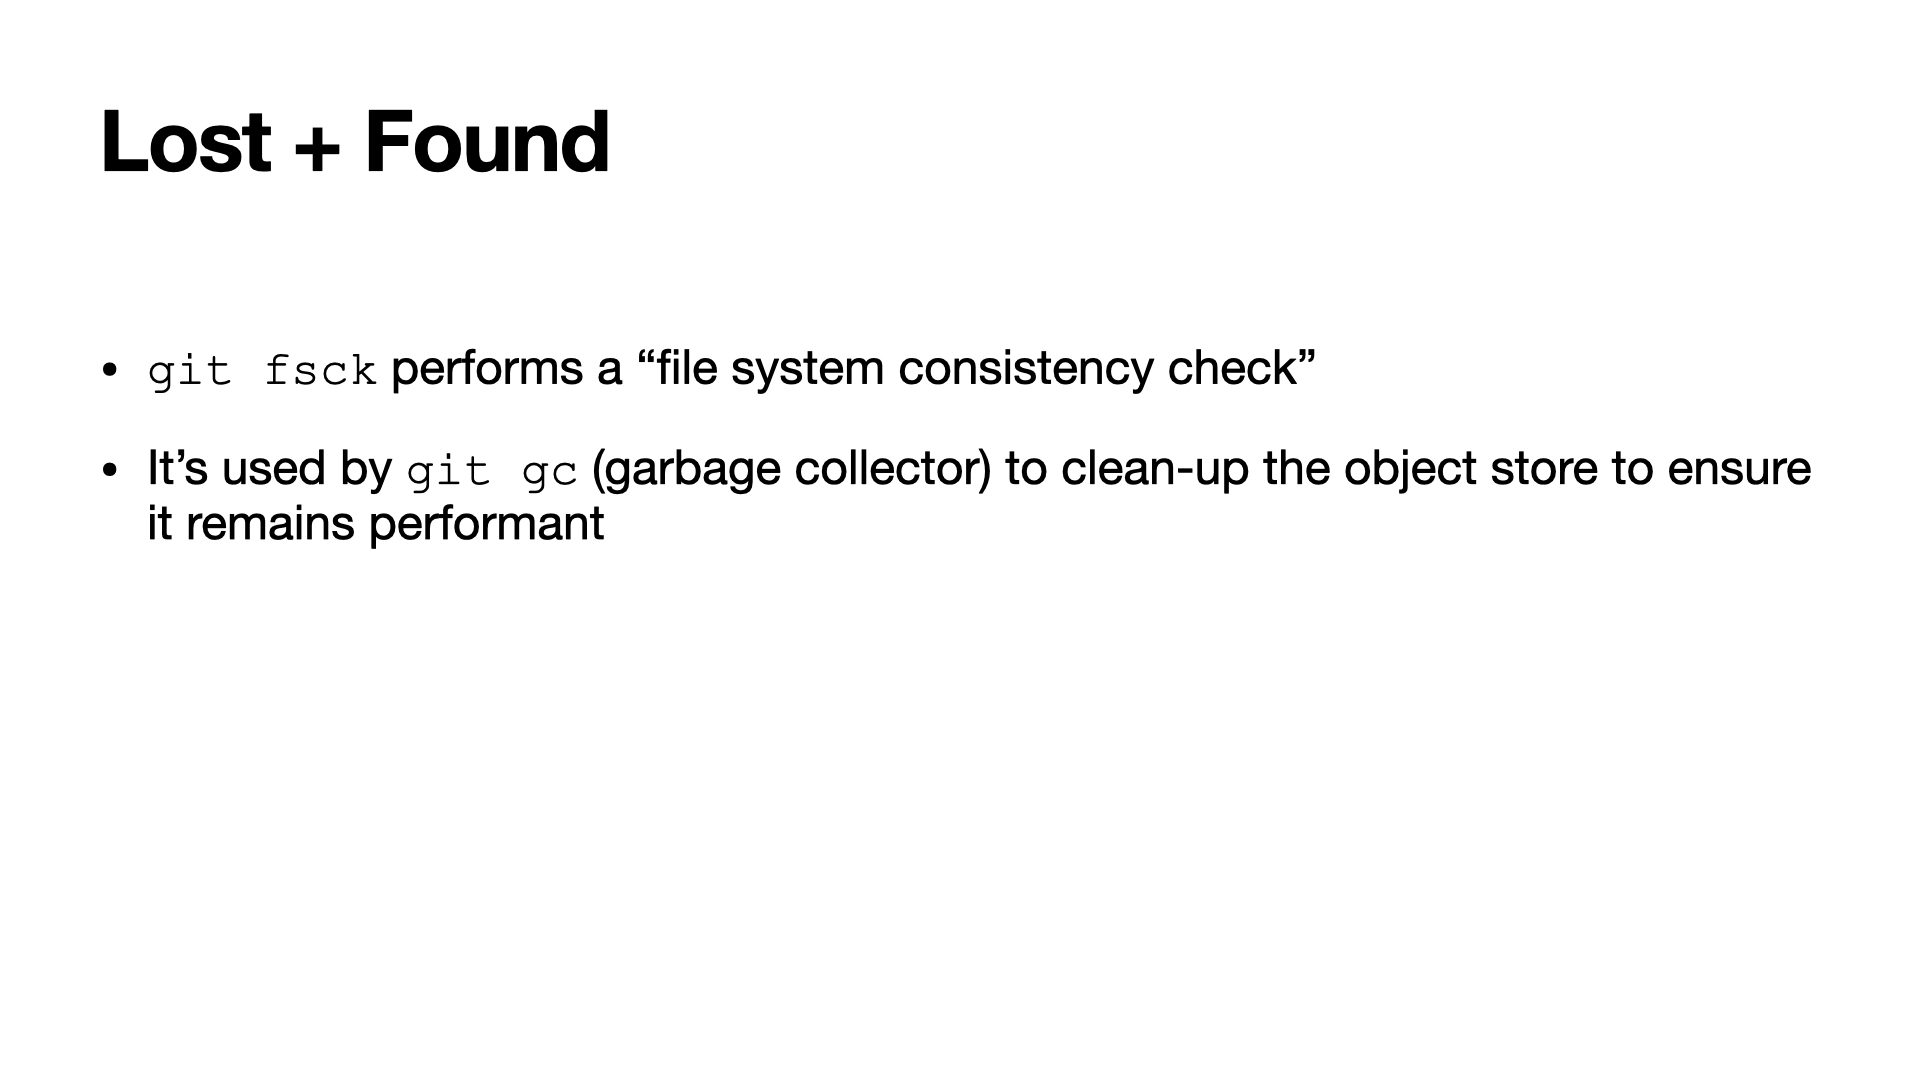 Lost + Found
• git fsck performs a “file system consistency check”
• It’s used by git gc (garbage collector) to clean-up the object store to ensure
it remains performant